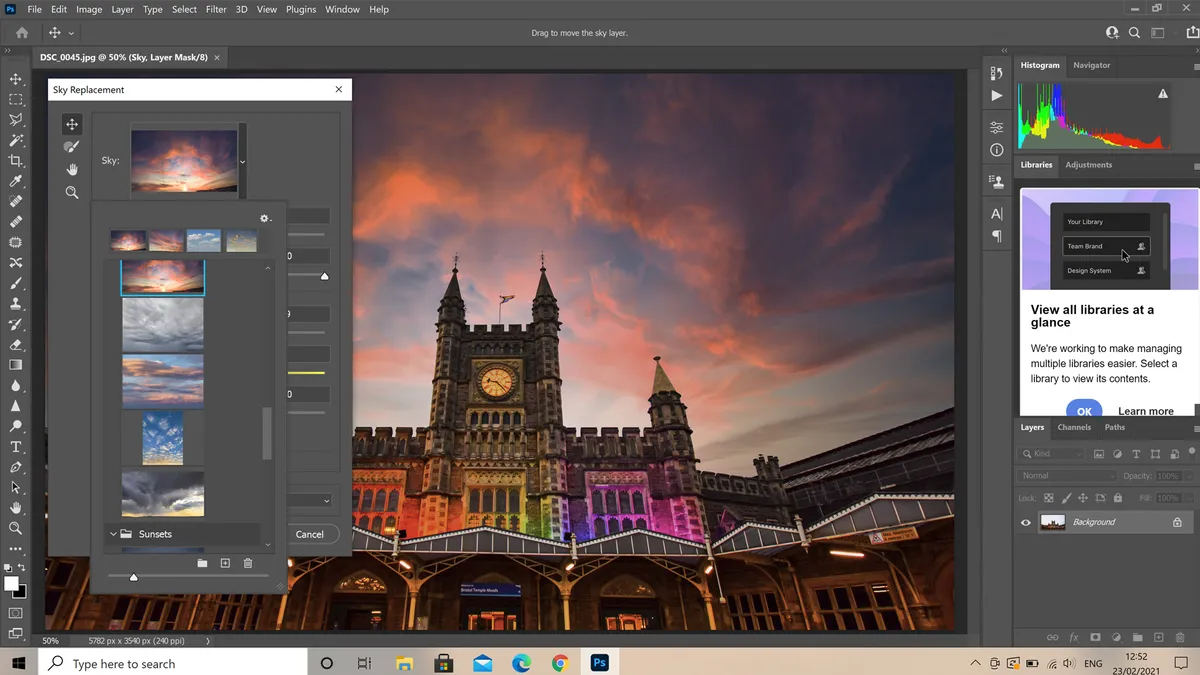 Ps File Edit Image Layer Type Select Filter 3D View Plugins Window Help
Drag to move the sky layer.
DSC_0045.jpg @ 50% (Sky, Layer Mask/8) ×
Sky Replacement
Sky:
0
9
0
Cancel
Sunsets
Bristol Temple Meads
50% 5782 px x 3540 px (240 ppi)
Histogram Navigator
Libraries Adjustments
Your Library
Team Brand
Design System
View all libraries at a
glance
We're working to make managing
multiple libraries easier. Select a
library to view its contents.
OK Learn more
Layers Channels Paths
Kind
Normal Opacity: 100%
Lock: Fill: 100%
Background
fx
Type here to search
Ps
ENG
12:52
23/02/2021